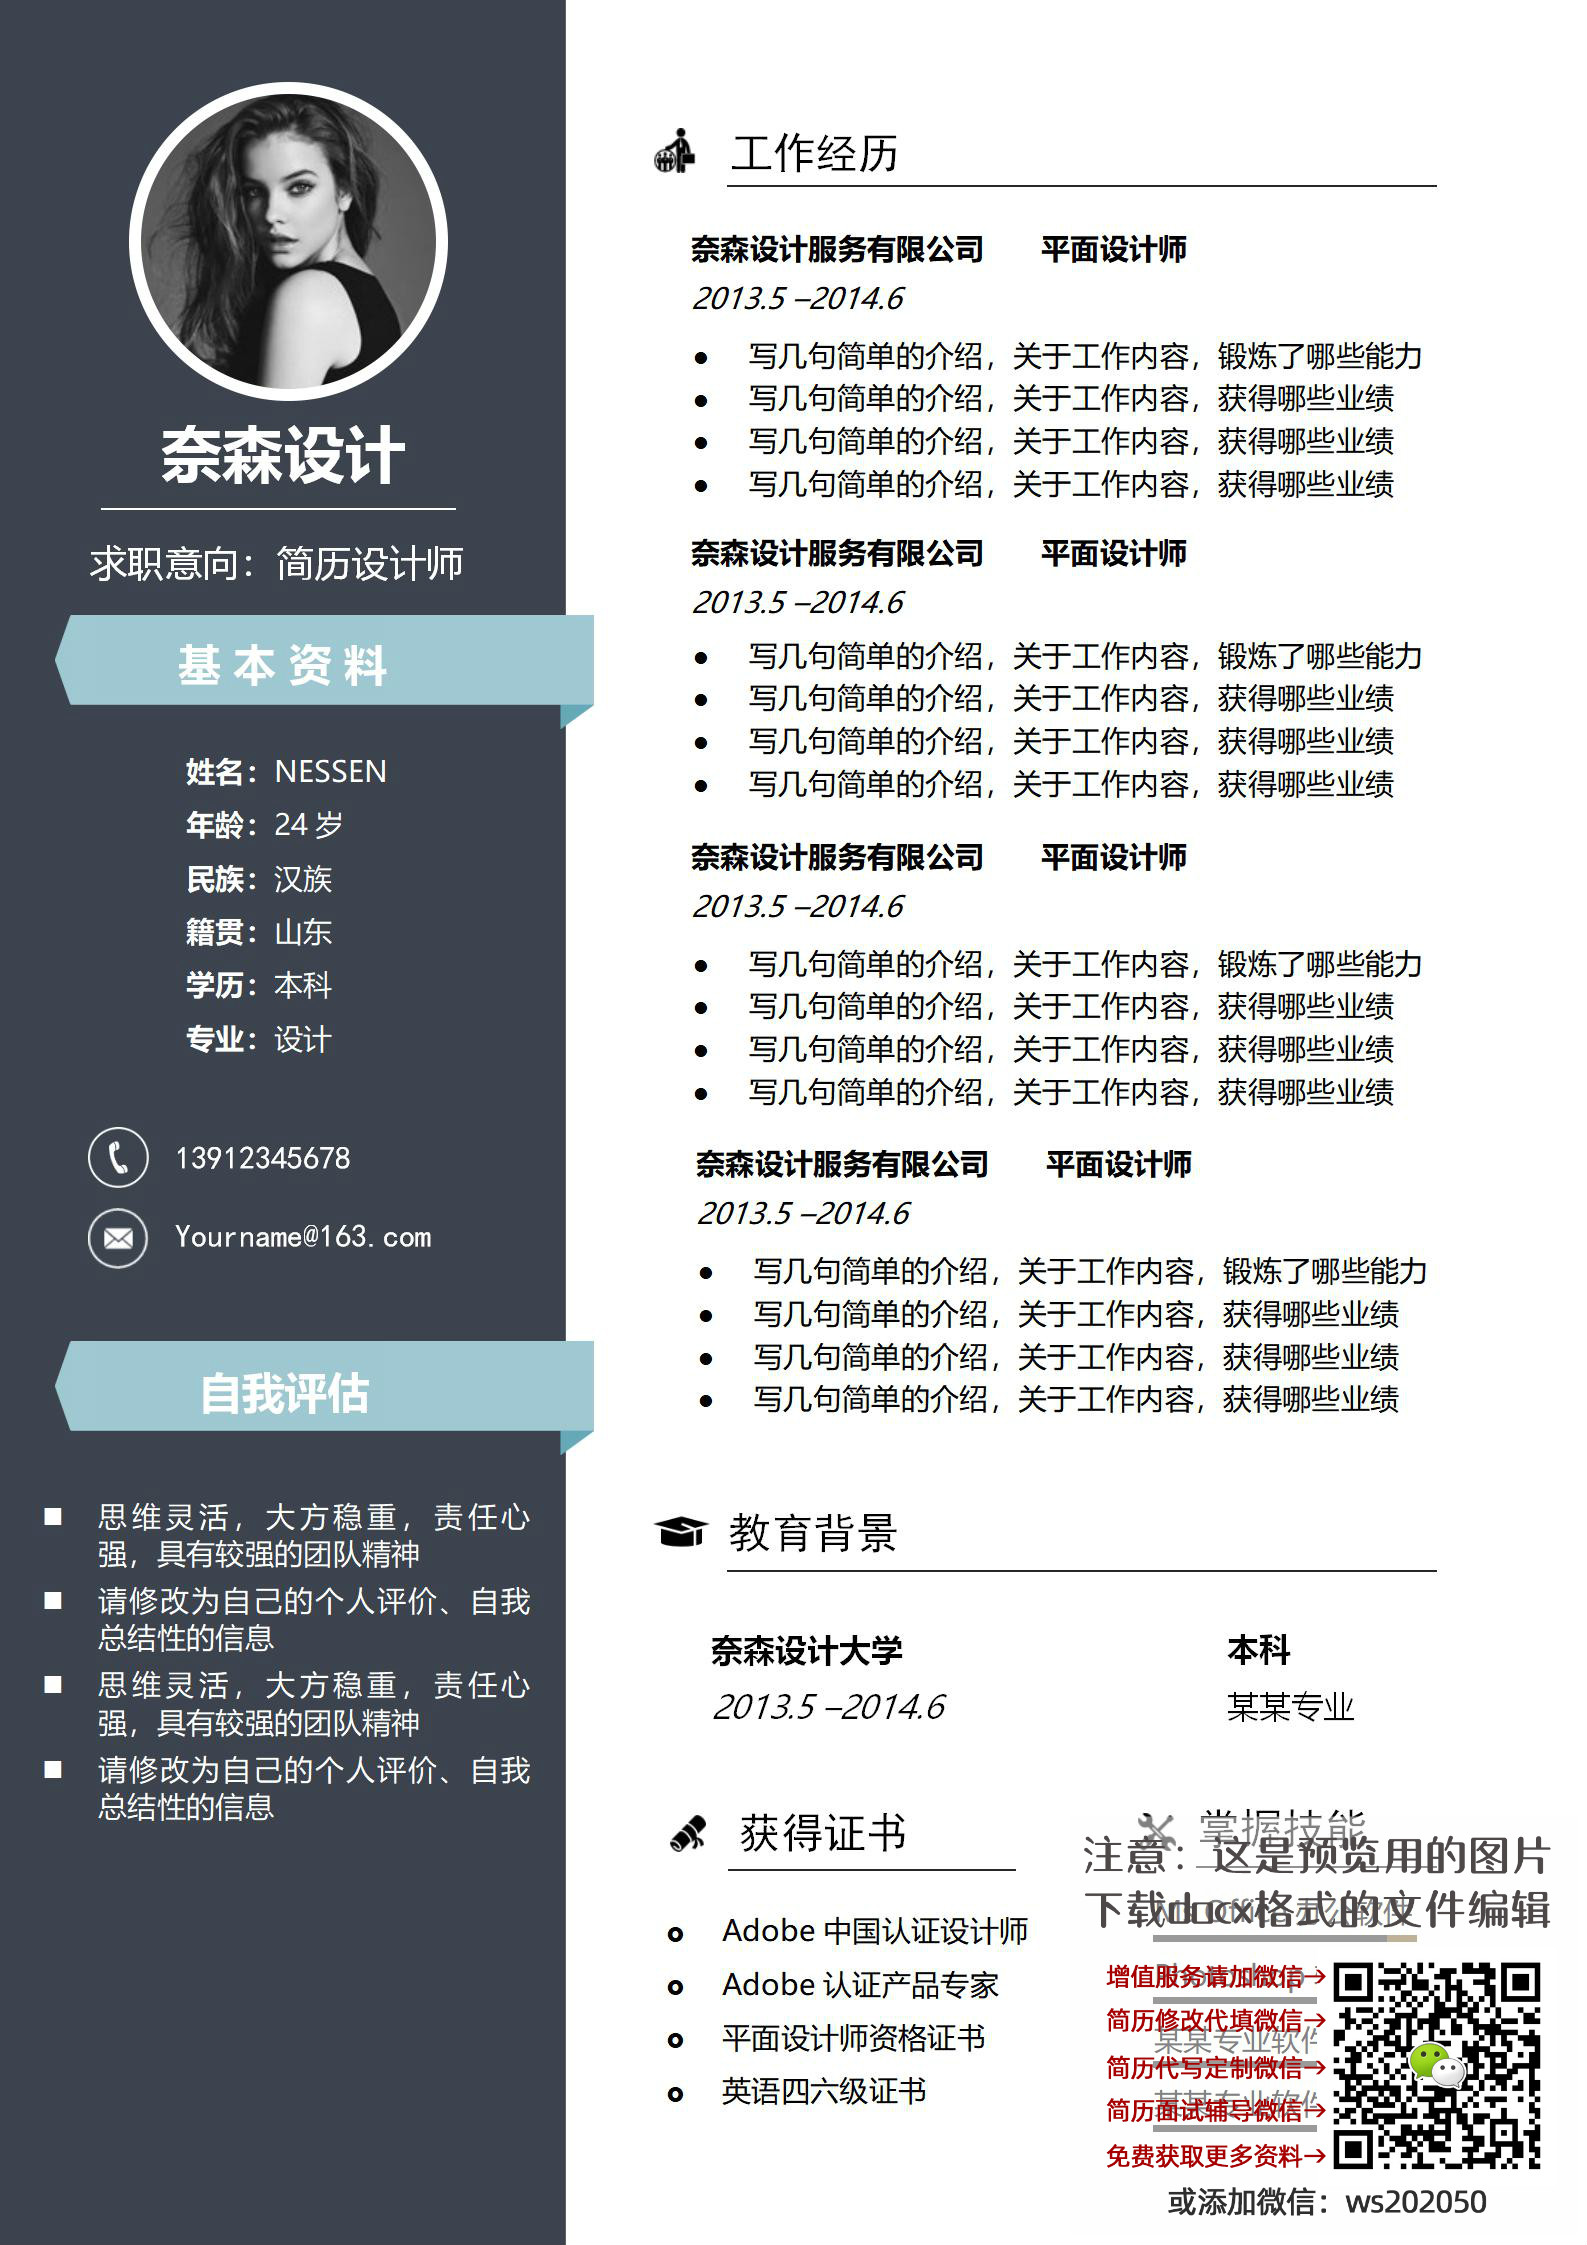 奈森设计
求职意向：简历设计师
基本资料
姓名：NESSEN
年龄：24 岁
民族：汉族
籍贯：山东
学历：本科
专业：设计
13912345678
Yourname@163.com
自我评估
■ 思维灵活，大方稳重，责任心
强，具有较强的团队精神
■ 请修改为自己的个人评价、自我
总结性的信息
■ 思维灵活，大方稳重，责任心
强，具有较强的团队精神
■ 请修改为自己的个人评价、自我
总结性的信息
工作经历
奈森设计服务有限公司 平面设计师
2013.5 –2014.6
● 写几句简单的介绍，关于工作内容，锻炼了哪些能力
● 写几句简单的介绍，关于工作内容，获得哪些业绩
● 写几句简单的介绍，关于工作内容，获得哪些业绩
● 写几句简单的介绍，关于工作内容，获得哪些业绩
奈森设计服务有限公司 平面设计师
2013.5 –2014.6
● 写几句简单的介绍，关于工作内容，锻炼了哪些能力
● 写几句简单的介绍，关于工作内容，获得哪些业绩
● 写几句简单的介绍，关于工作内容，获得哪些业绩
● 写几句简单的介绍，关于工作内容，获得哪些业绩
奈森设计服务有限公司 平面设计师
2013.5 –2014.6
● 写几句简单的介绍，关于工作内容，锻炼了哪些能力
● 写几句简单的介绍，关于工作内容，获得哪些业绩
● 写几句简单的介绍，关于工作内容，获得哪些业绩
● 写几句简单的介绍，关于工作内容，获得哪些业绩
奈森设计服务有限公司 平面设计师
2013.5 –2014.6
● 写几句简单的介绍，关于工作内容，锻炼了哪些能力
● 写几句简单的介绍，关于工作内容，获得哪些业绩
● 写几句简单的介绍，关于工作内容，获得哪些业绩
● 写几句简单的介绍，关于工作内容，获得哪些业绩
教育背景
奈森设计大学 本科
2013.5 –2014.6 某某专业
获得证书
Adobe 中国认证设计师
Adobe 认证产品专家
平面设计师资格证书
英语四六级证书
掌握技能
注意：这是预览用的图片
下载docx格式的文件编辑
Office 办公软件
增值服务请加微信→
Photoshop
简历修改代填微信→
某某专业软件
简历代写定制微信→
某某专业软件
简历面试辅导微信→
免费获取更多资料→
或添加微信：ws202050